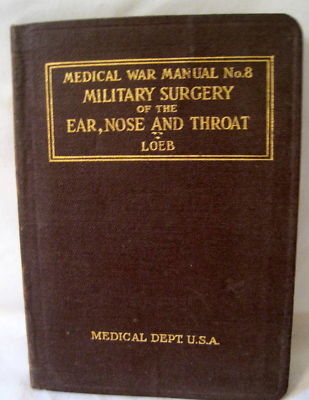 MEDICAL WAR MANUAL No. 8
MILITARY SURGERY
OF THE
EAR, NOSE AND THROAT
LOEB
MEDICAL DEPT. U.S.A.